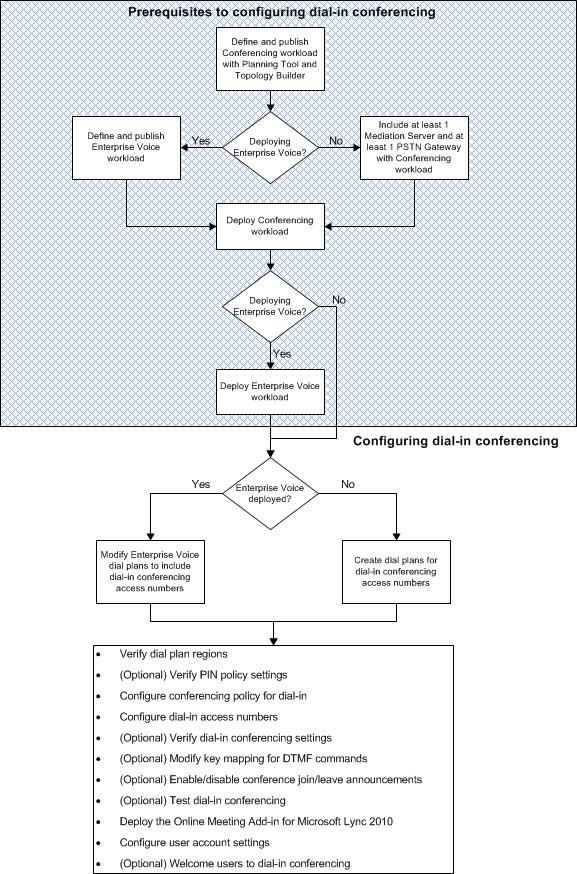 Prerequisites to configuring dial-in conferencing
Define and publish
Conferencing workload
with Planning Tool and
Topology Builder
Deploying
Enterprise Voice?
Yes
No
Define and publish
Enterprise Voice
workload
Include at least 1
Mediation Server and at
least 1 PSTN Gateway
with Conferencing
workload
Deploy Conferencing
workload
Deploying
Enterprise Voice?
No
Yes
Deploy Enterprise Voice
workload
Configuring dial-in conferencing
Enterprise Voice
deployed?
Yes
No
Modify Enterprise Voice
dial plans to include
dial-in conferencing
access numbers
Create dial plans for
dial-in conferencing
access numbers
• Verify dial plan regions
• (Optional) Verify PIN policy settings
• Configure conferencing policy for dial-in
• Configure dial-in access numbers
• (Optional) Verify dial-in conferencing settings
• (Optional) Modify key mapping for DTMF commands
• (Optional) Enable/disable conference join/leave announcements
• (Optional) Test dial-in conferencing
• Deploy the Online Meeting Add-in for Microsoft Lync 2010
• Configure user account settings
• (Optional) Welcome users to dial-in conferencing